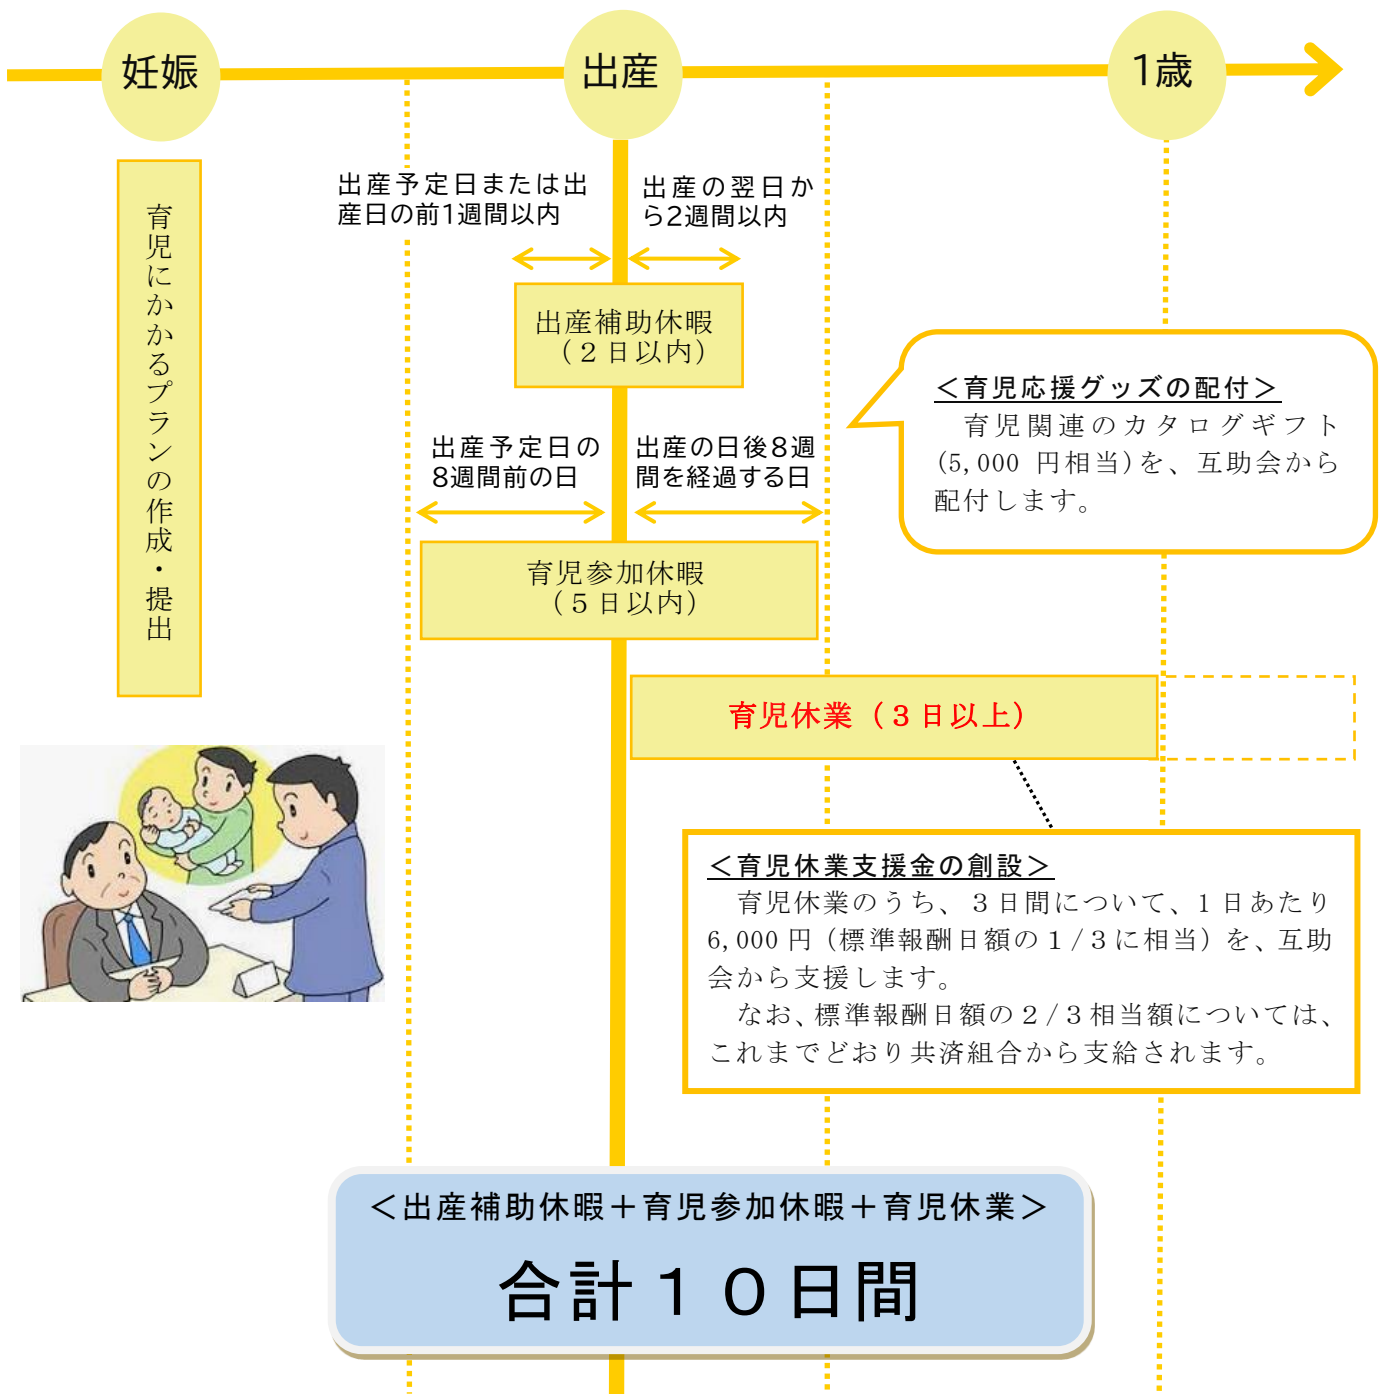 妊娠
出産
1歳
育児にかかるプランの作成・提出
出産予定日または出
産日の前1週間以内
出産の翌日か
ら2週間以内
出産補助休暇
（２日以内）
出産予定日の
8週間前の日
出産の日後8週
間を経過する日
育児参加休暇
（５日以内）
＜育児応援グッズの配付＞
育児関連のカタログギフト
(5,000 円相当)を、互助会から
配付します。
育児休業（３日以上）
＜育児休業支援金の創設＞
育児休業のうち、３日間について、1 日あたり
6,000 円（標準報酬日額の１/３に相当）を、互助
会から支援します。
なお、標準報酬日額の２/３相当額については、
これまでどおり共済組合から支給されます。
＜出産補助休暇＋育児参加休暇＋育児休業＞
合計１０日間